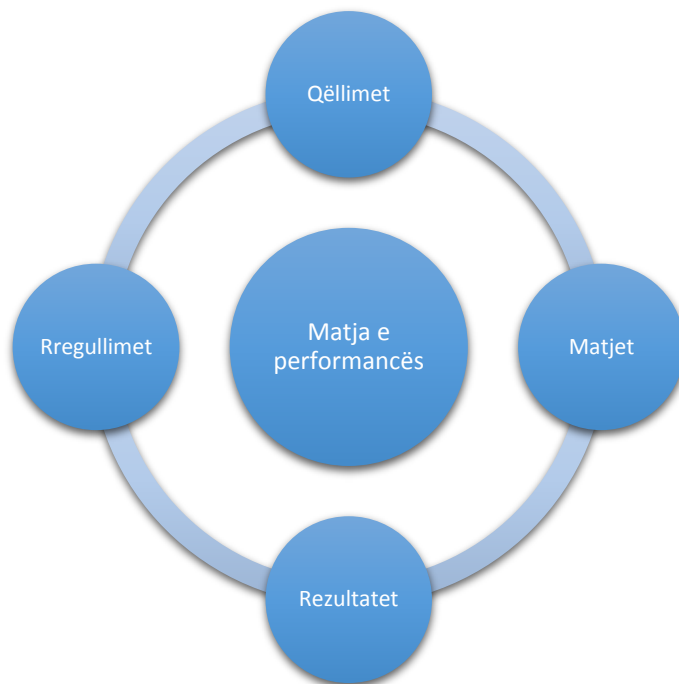 Qëllimet
Rregullimet
Matja e
performancës
Matjet
Rezultatet